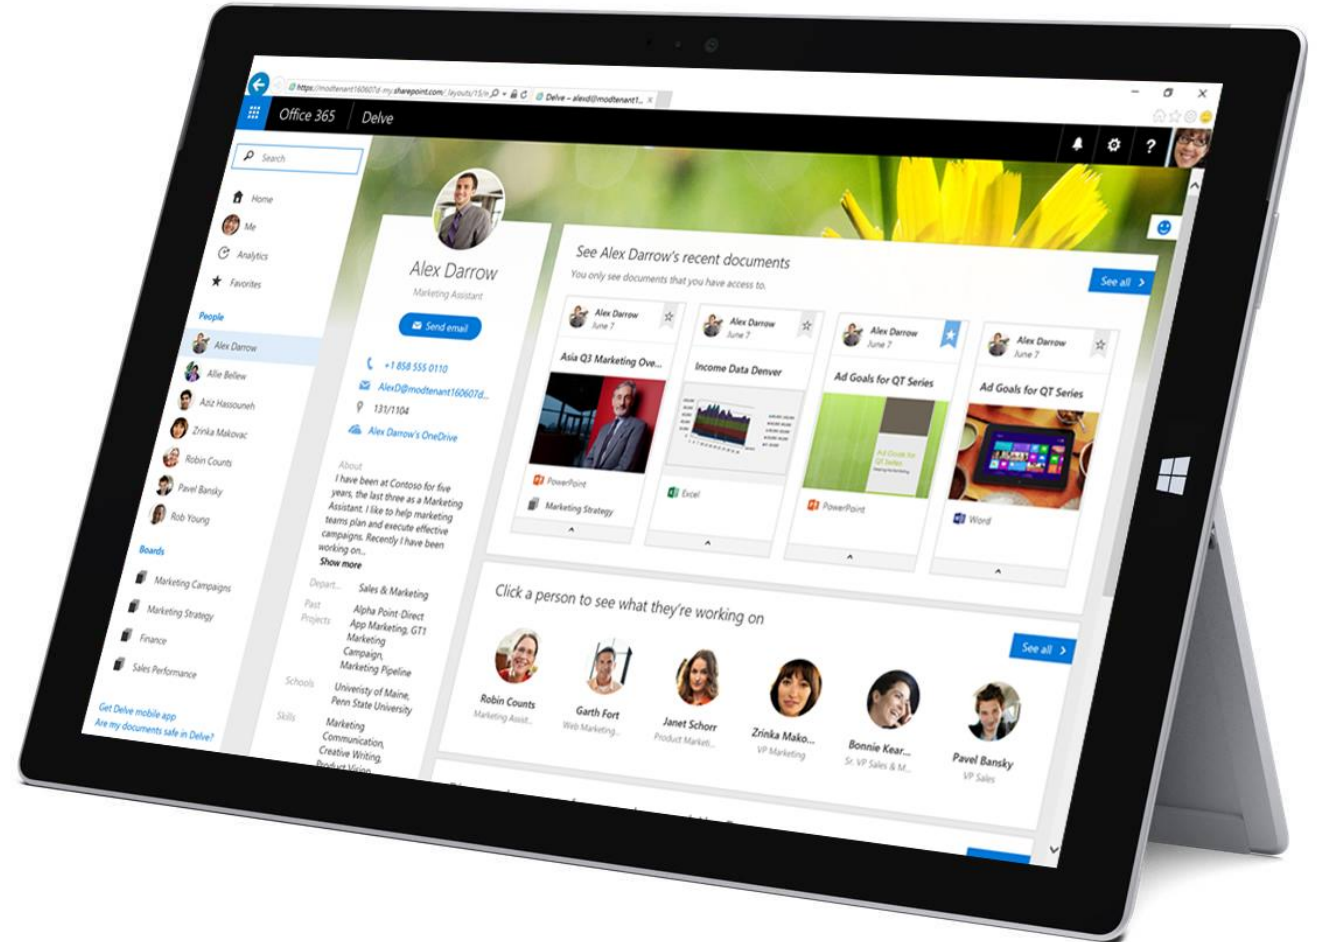 https://modtenant160607d-my.sharepoint.com/_layouts/15/
Delve – alexd@modtenant1...
Office 365
Delve
?
Search
Home
Me
Analytics
Favorites
People
Alex Darrow
Allie Bellew
Aziz Hassouneh
Zrinka Makovac
Robin Counts
Pavel Bansky
Rob Young
Boards
Marketing Campaigns
Marketing Strategy
Finance
Sales Performance
Get Delve mobile app
Are my documents safe in Delve?
Alex Darrow
Marketing Assistant
Send email
+1 858 555 0110
AlexD@modtenant160607d...
131/1104
Alex Darrow's OneDrive
About
I have been at Contoso for five
years, the last three as a Marketing
Assistant. I like to help marketing
teams plan and execute effective
campaigns. Recently I have been
working on...
Show more
Depart... Sales & Marketing
Past Projects
Alpha Point-Direct
App Marketing, GT1
Marketing
Campaign,
Marketing Pipeline
Schools
Univeristy of Maine,
Penn State University
Skills
Marketing
Communication,
Creative Writing,
Product Vision
See Alex Darrow's recent documents
You only see documents that you have access to.
See all
Alex Darrow
June 7
Asia Q3 Marketing Ove...
PowerPoint
Marketing Strategy
Alex Darrow
June 7
Income Data Denver
Excel
Alex Darrow
June 7
Ad Goals for QT Series
Ad Goals for
QT Series
PowerPoint
Alex Darrow
June 7
Ad Goals for QT Series
Word
Click a person to see what they're working on
See all
Robin Counts
Marketing Assist...
Garth Fort
Web Marketing...
Janet Schorr
Product Marketi...
Zrinka Mako...
VP Marketing
Bonnie Kear...
Sr. VP Sales & M...
Pavel Bansky
VP Sales